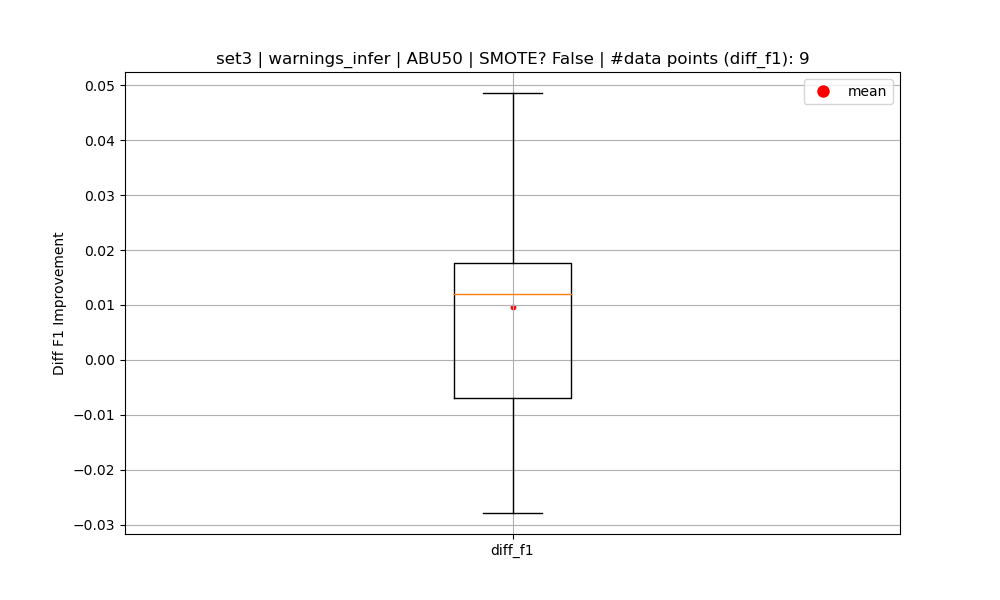 set3 | warnings_infer | ABU50 | SMOTE? False | #data points (diff_f1): 9
mean
0.05
0.04
0.03
0.02
0.01
0.00
−0.01
−0.02
−0.03
Diff F1 Improvement
diff_f1